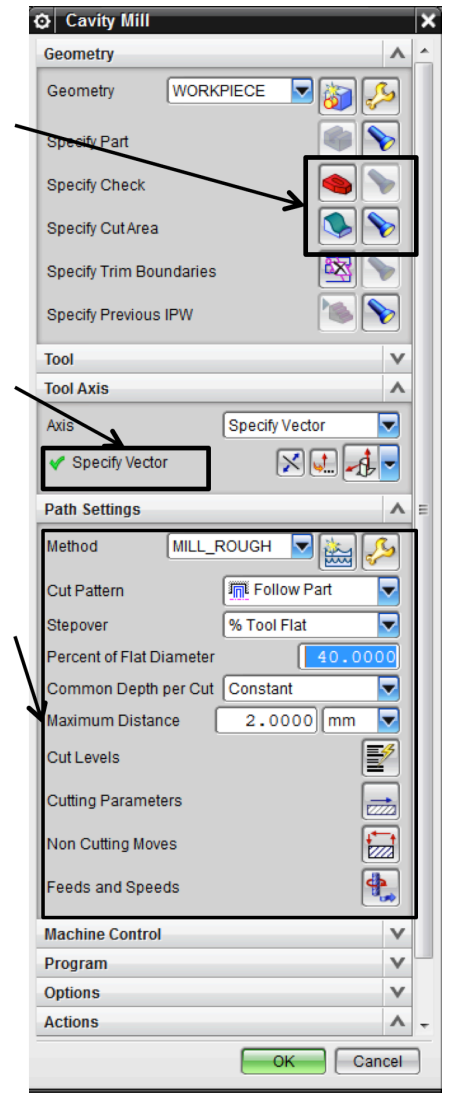 Cavity Mill
Geometry
Geometry WORKPIECE
Specify Part
Specify Check
Specify Cut Area
Specify Trim Boundaries
Specify Previous IPW
Tool
Tool Axis
Axis Specify Vector
Specify Vector
Path Settings
Method MILL_ROUGH
Cut Pattern Follow Part
Stepover % Tool Flat
Percent of Flat Diameter 40.0000
Common Depth per Cut Constant
Maximum Distance 2.0000 mm
Cut Levels
Cutting Parameters
Non Cutting Moves
Feeds and Speeds
Machine Control
Program
Options
Actions
OK Cancel